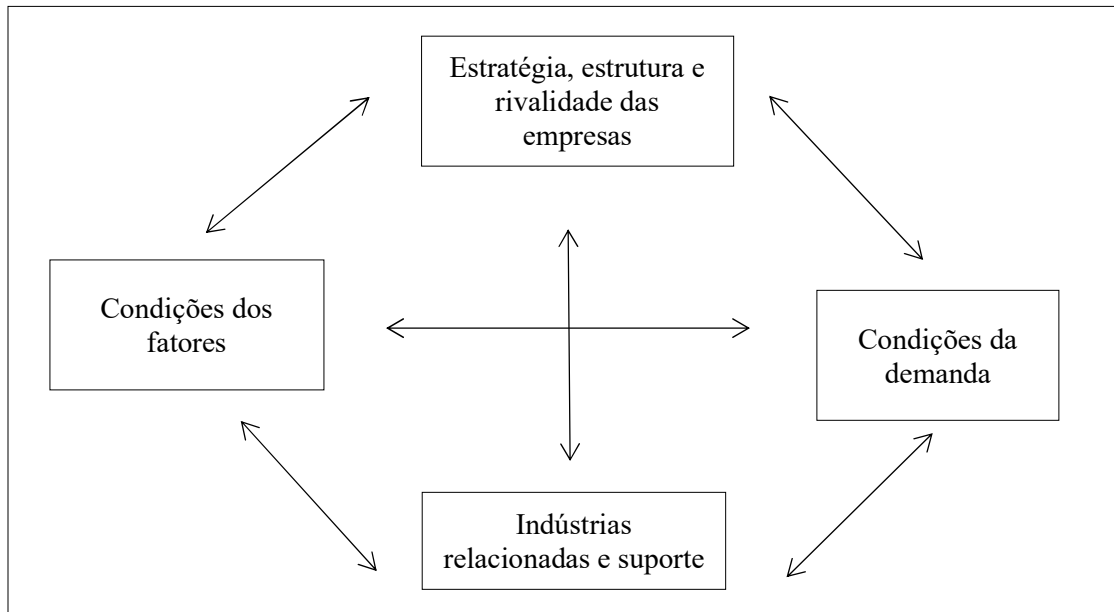 Estratégia, estrutura e
rivalidade das
empresas
Condições dos
fatores
Condições da
demanda
Indústrias
relacionadas e suporte